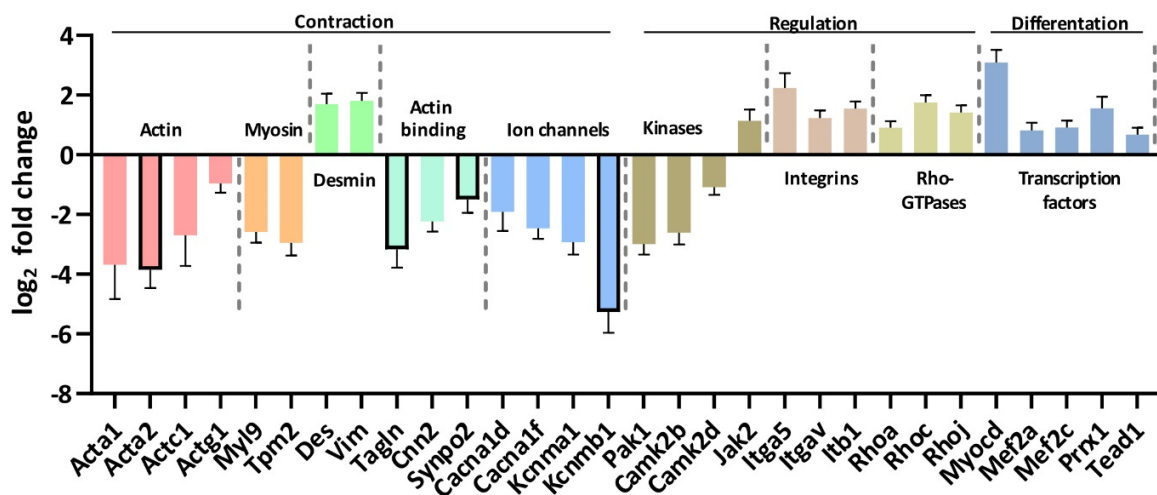 Contraction
Regulation
Differentation
4
2
0
-2
-4
-6
-8
log₂ fold change
Actin
Myosin
Desmin
Actin
binding
Ion channels
Kinases
Integrins
Rho-
GTPases
Transcription
factors
Acta1
Acta2
Actc1
Actg1
Myl9
Tpm2
Des
Vim
Tagln
Cnn2
Synpo2
Cacna1d
Cacna1f
Kcnma1
Kcnmb1
Pak1
Camk2b
Camk2d
Jak2
Itga5
Itgav
Itb1
Rhoa
Rhoc
Rhoj
Myocd
Mef2a
Mef2c
Prrx1
Tead1